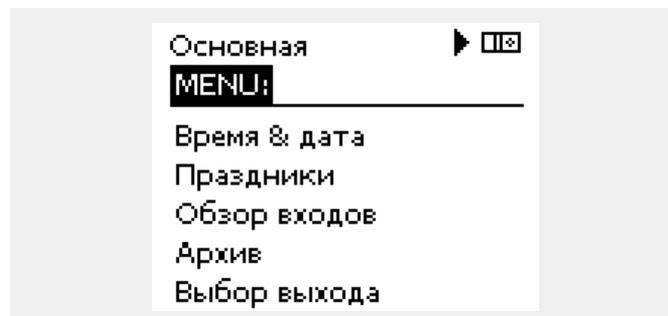 Основная
MENU:
Время & дата
Праздники
Обзор входов
Архив
Выбор выхода